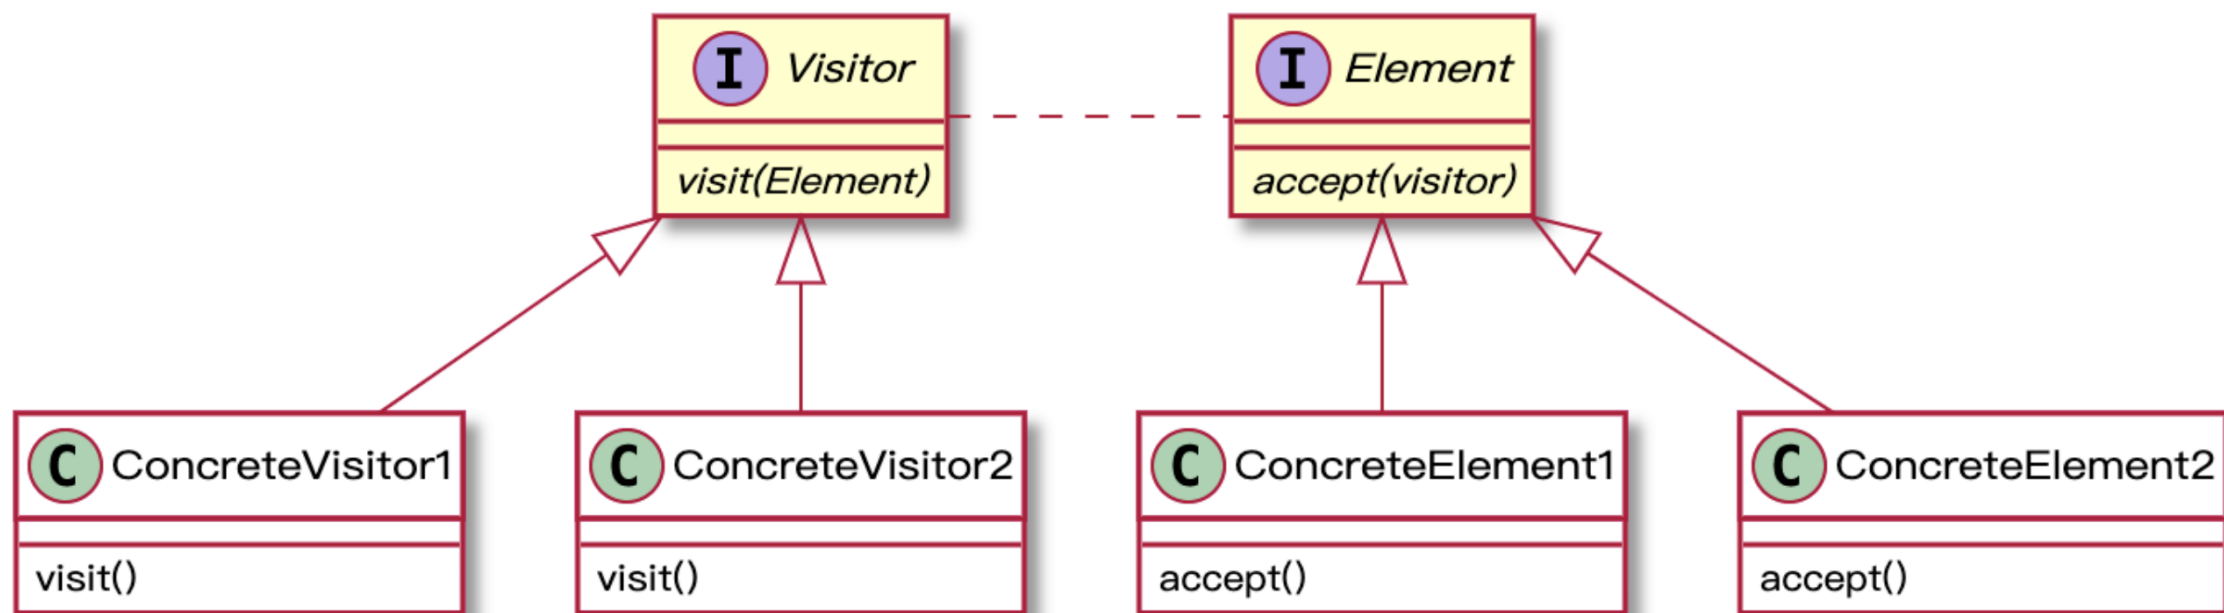 I Visitor
visit(Element)
I Element
accept(visitor)
C ConcreteVisitor1
visit()
C ConcreteVisitor2
visit()
C ConcreteElement1
accept()
C ConcreteElement2
accept()